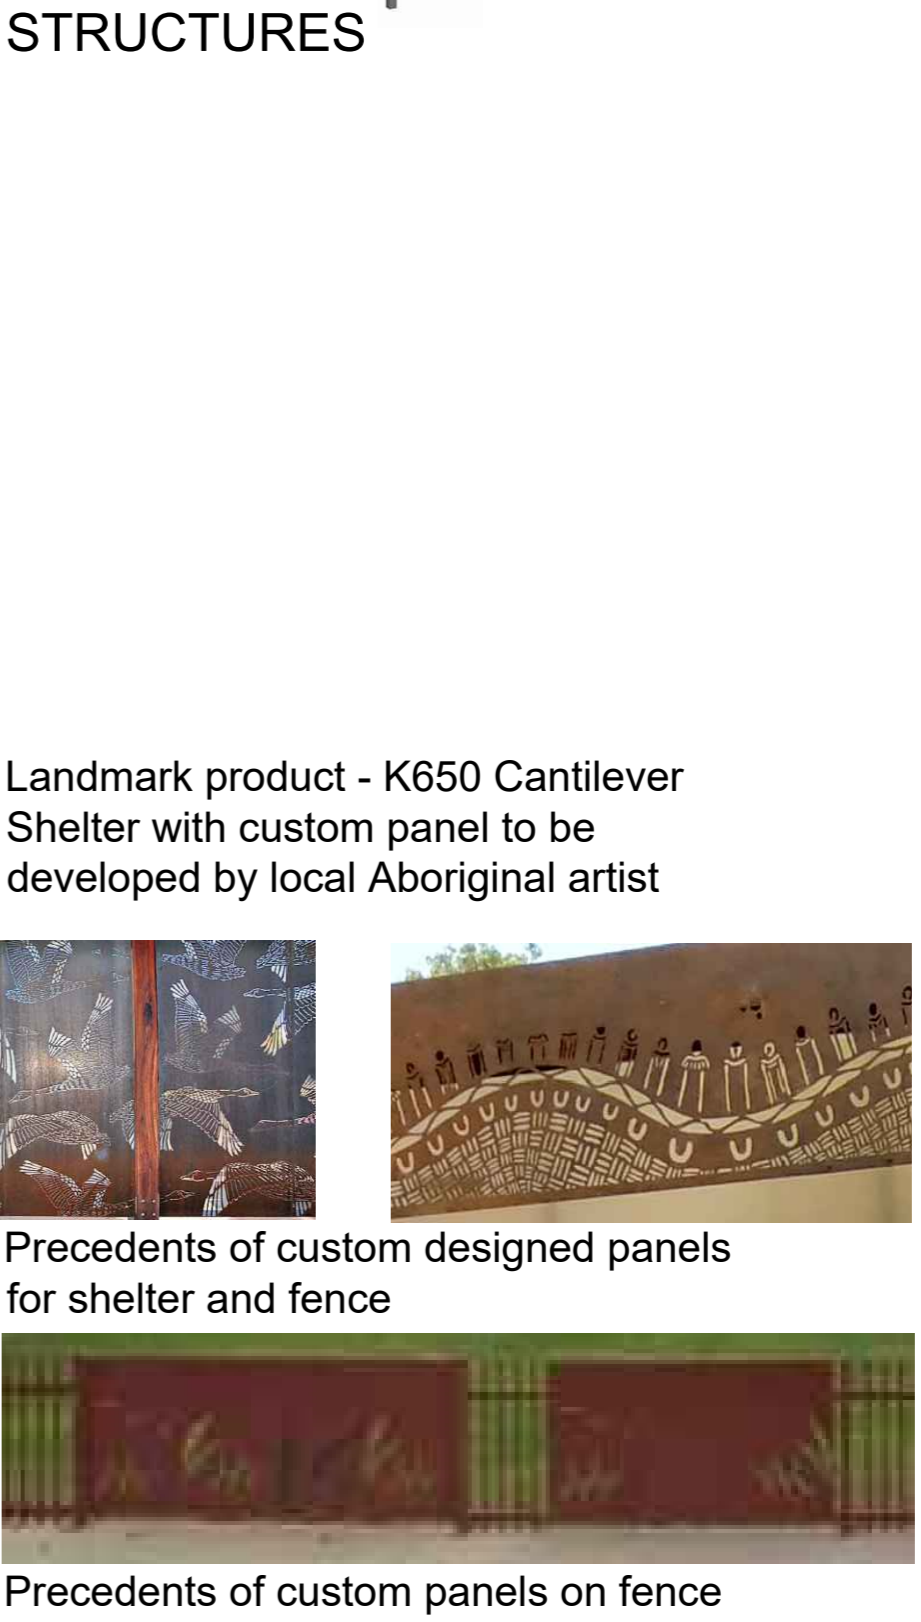 STRUCTURES
Landmark product - K650 Cantilever
Shelter with custom panel to be
developed by local Aboriginal artist
Precedents of custom designed panels
for shelter and fence
Precedents of custom panels on fence